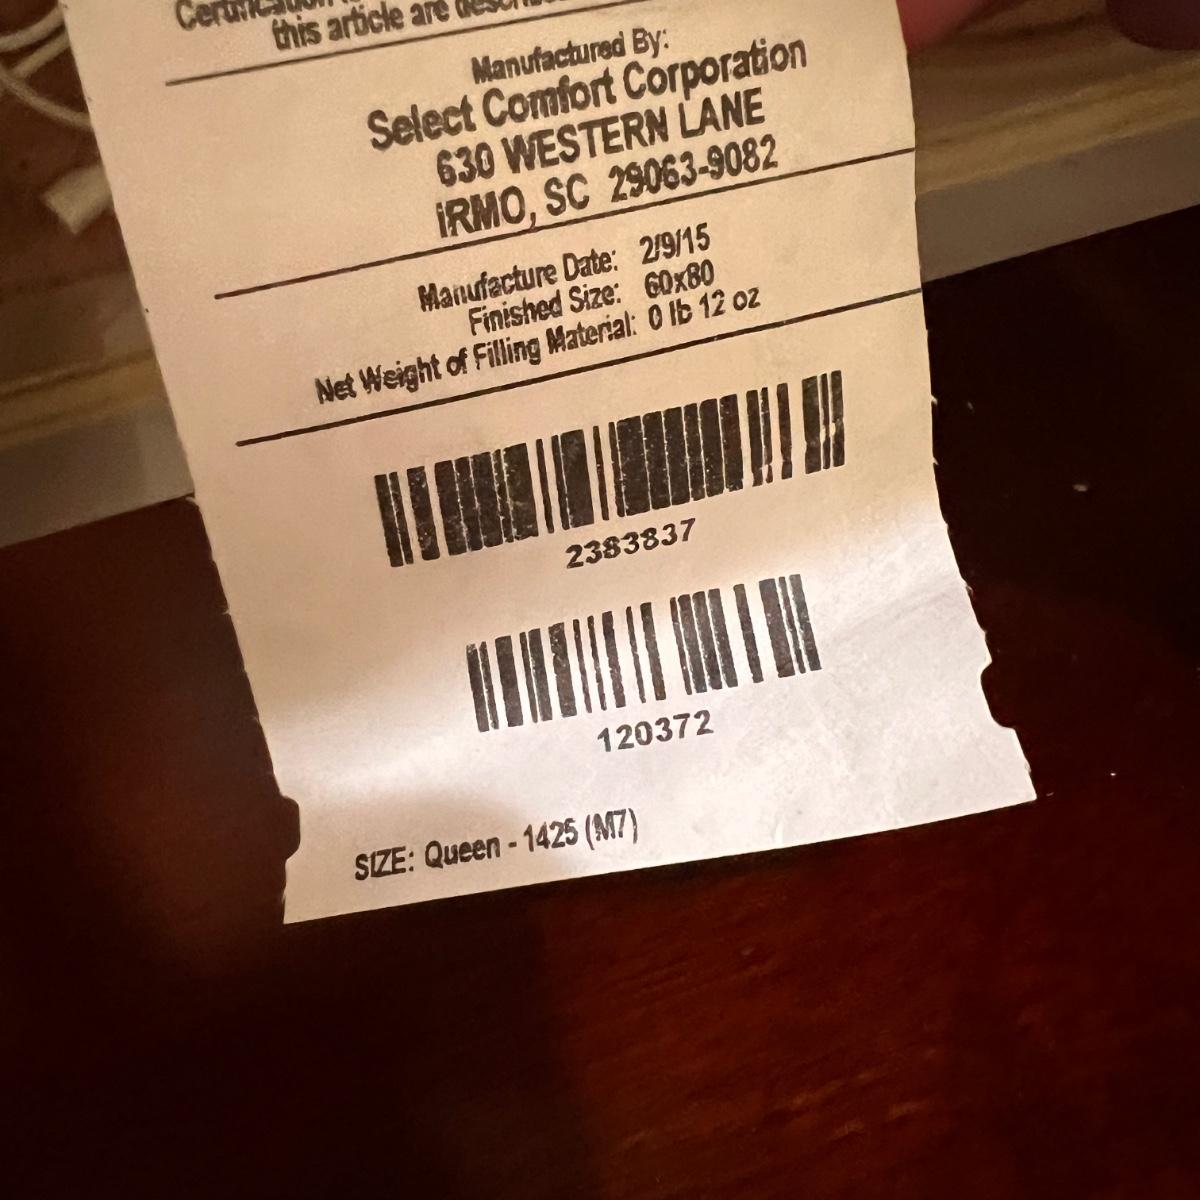 Certification
this article are described
Manufactured By:
Select Comfort Corporation
630 WESTERN LANE
IRMO, SC 29063-9082
Manufacture Date: 2/9/15
Finished Size: 60x80
Net Weight of Filling Material: 0 lb 12 oz
2383837
120372
SIZE: Queen - 1425 (M7)